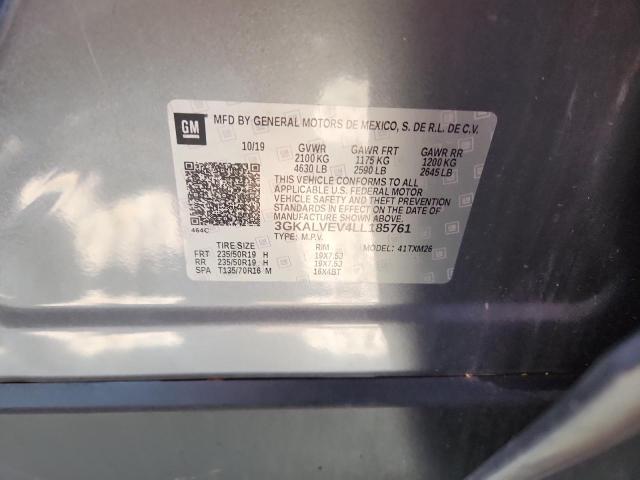 GM
MFD BY GENERAL MOTORS DE MEXICO, S. DE R.L. DE C.V.
10/19 GVWR GAWR FRT GAWR RR
2100 KG 1175 KG 1200 KG
4630 LB 2590 LB 2645 LB
THIS VEHICLE CONFORMS TO ALL
APPLICABLE U.S. FEDERAL MOTOR
VEHICLE SAFETY AND THEFT PREVENTION
STANDARDS IN EFFECT ON THE DATE OF
MANUFACTURE SHOWN ABOVE.
464C
3GKALVEV4LL185761
TYPE: M.P.V. MODEL: 41TXM26
TIRE SIZE RIM
FRT 235/50R19 H 19X7.5J
RR 235/50R19 H 19X7.5J
SPA T135/70R16 M 16X4BT